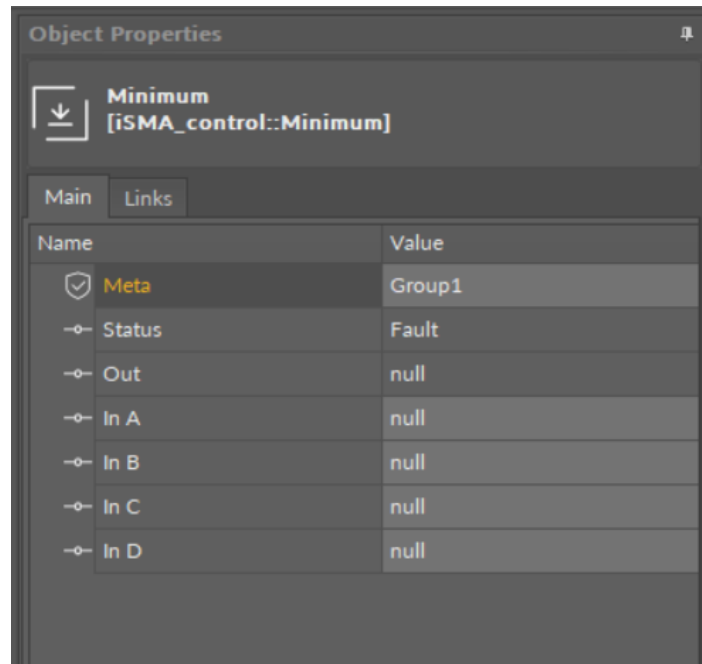 Object Properties
Minimum
[iSMA_control::Minimum]
Main Links
Name Value
Meta Group1
Status Fault
Out null
In A null
In B null
In C null
In D null